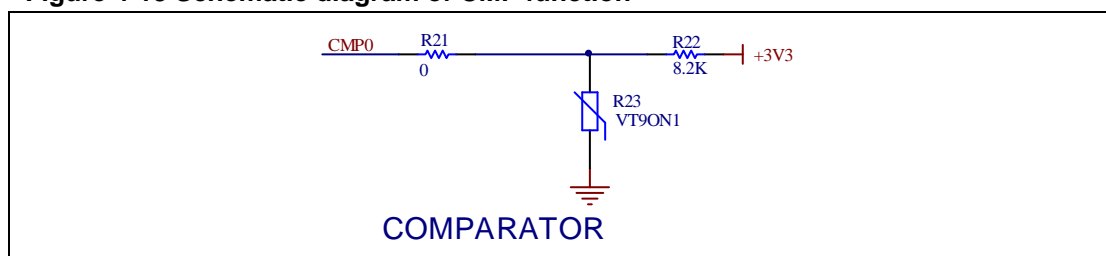 CMP0
R21
0
R22
8.2K
+3V3
R23
VT9ON1
COMPARATOR